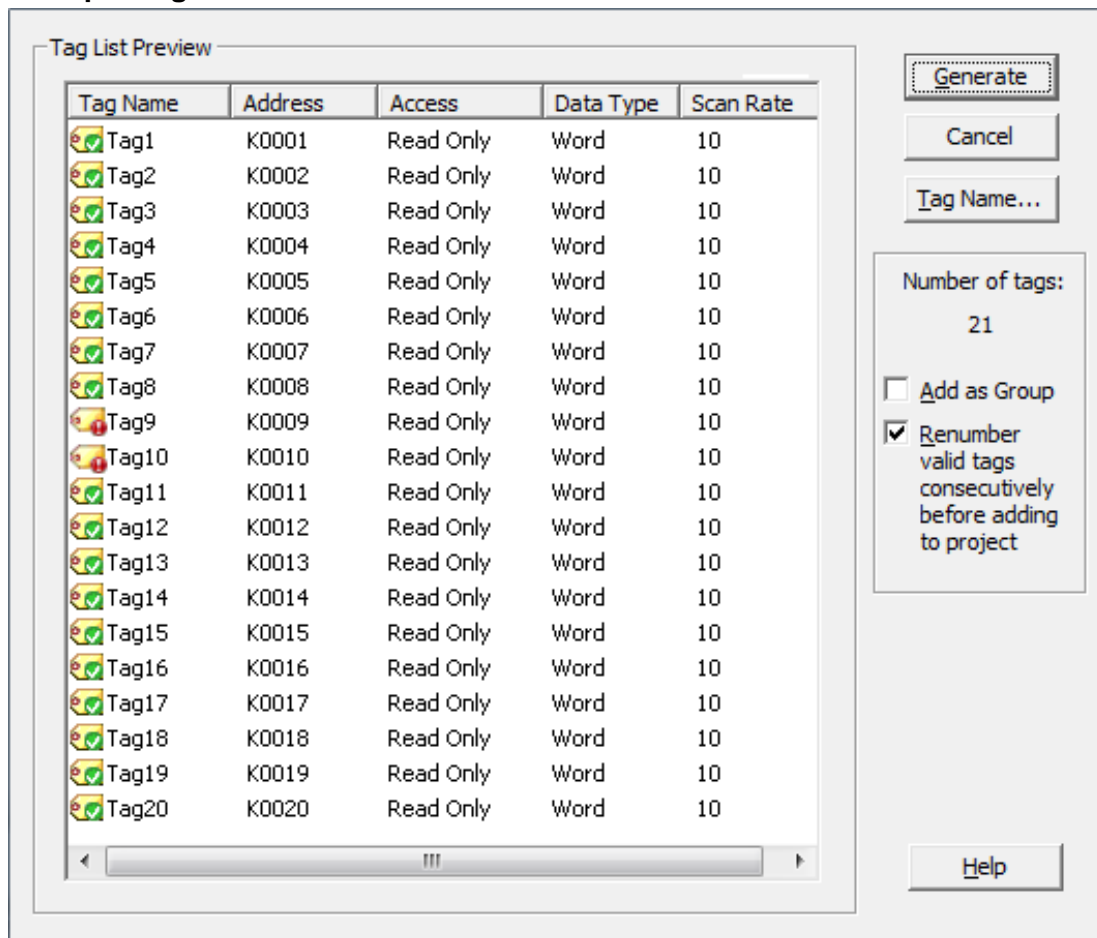 Tag List Preview
Tag Name Address Access Data Type Scan Rate
Tag1 K0001 Read Only Word 10
Tag2 K0002 Read Only Word 10
Tag3 K0003 Read Only Word 10
Tag4 K0004 Read Only Word 10
Tag5 K0005 Read Only Word 10
Tag6 K0006 Read Only Word 10
Tag7 K0007 Read Only Word 10
Tag8 K0008 Read Only Word 10
Tag9 K0009 Read Only Word 10
Tag10 K0010 Read Only Word 10
Tag11 K0011 Read Only Word 10
Tag12 K0012 Read Only Word 10
Tag13 K0013 Read Only Word 10
Tag14 K0014 Read Only Word 10
Tag15 K0015 Read Only Word 10
Tag16 K0016 Read Only Word 10
Tag17 K0017 Read Only Word 10
Tag18 K0018 Read Only Word 10
Tag19 K0019 Read Only Word 10
Tag20 K0020 Read Only Word 10
Generate
Cancel
Tag Name...
Number of tags:
21
Add as Group
Renumber
valid tags
consecutively
before adding
to project
Help